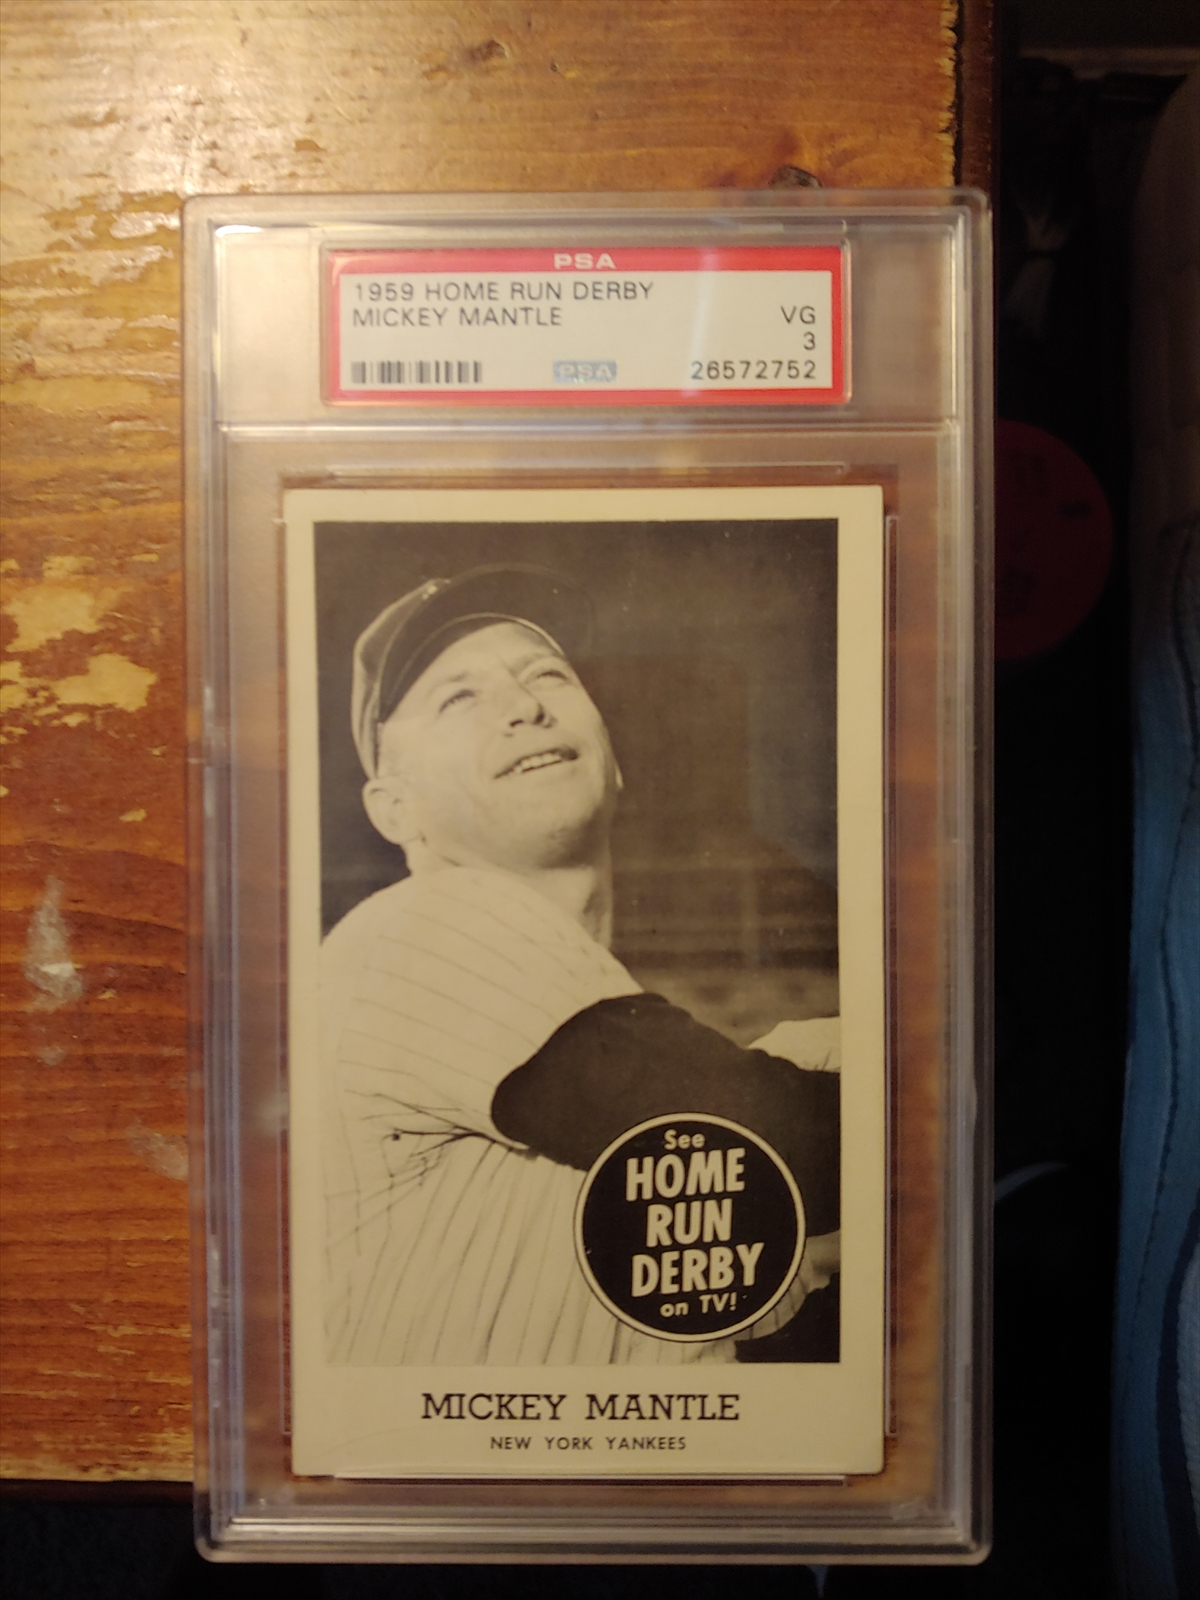 PSA
1959 HOME RUN DERBY
MICKEY MANTLE VG
3
PSA 26572752
See
HOME
RUN
DERBY
on TV!
MICKEY MANTLE
NEW YORK YANKEES